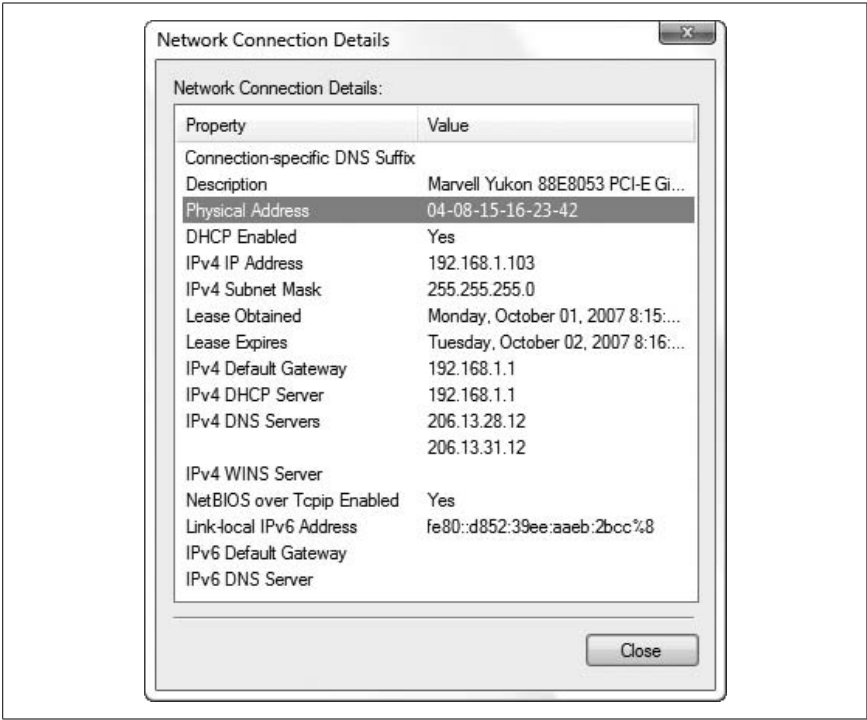 Network Connection Details
Network Connection Details:
Property Value
Connection-specific DNS Suffix
Description Marvell Yukon 88E8053 PCI-E Gi...
Physical Address 04-08-15-16-23-42
DHCP Enabled Yes
IPv4 IP Address 192.168.1.103
IPv4 Subnet Mask 255.255.255.0
Lease Obtained Monday, October 01, 2007 8:15:...
Lease Expires Tuesday, October 02, 2007 8:16:...
IPv4 Default Gateway 192.168.1.1
IPv4 DHCP Server 192.168.1.1
IPv4 DNS Servers 206.13.28.12
206.13.31.12
IPv4 WINS Server
NetBIOS over Tcpip Enabled Yes
Link-local IPv6 Address fe80::d852:39ee:aaeb:2bcc%8
IPv6 Default Gateway
IPv6 DNS Server
Close